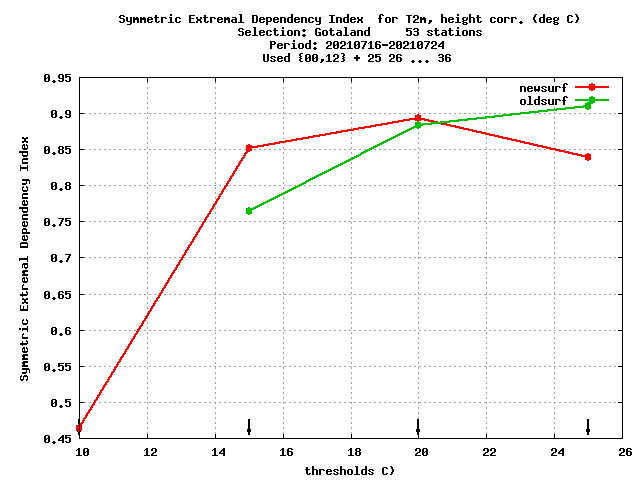 Symmetric Extremal Dependency Index  for T2m, height corr. (deg C)
Selection: Gotaland     53 stations
Period: 20210716-20210724
Used {00,12} + 25 26 ... 36
newsurf
oldsurf
Symmetric Extremal Dependency Index
0.95
0.9
0.85
0.8
0.75
0.7
0.65
0.6
0.55
0.5
0.45
10 12 14 16 18 20 22 24 26
thresholds C)